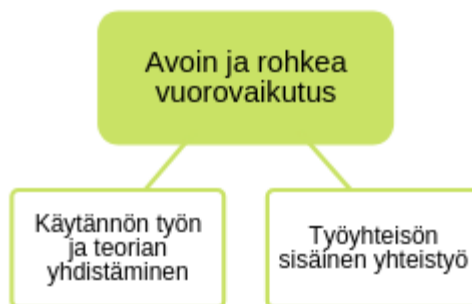 Avoin ja rohkea
vuorovaikutus
Käytännön työn
ja teorian
yhdistäminen
Työyhteisön
sisäinen yhteistyö